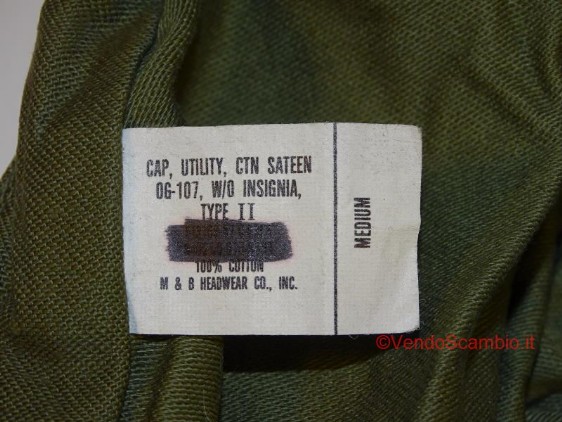 CAP, UTILITY, CTN SATEEN
OG-107, W/O INSIGNIA,
TYPE II
100% COTTON
M & B HEADWEAR CO., INC.
MEDIUM
©VendoScambio.it